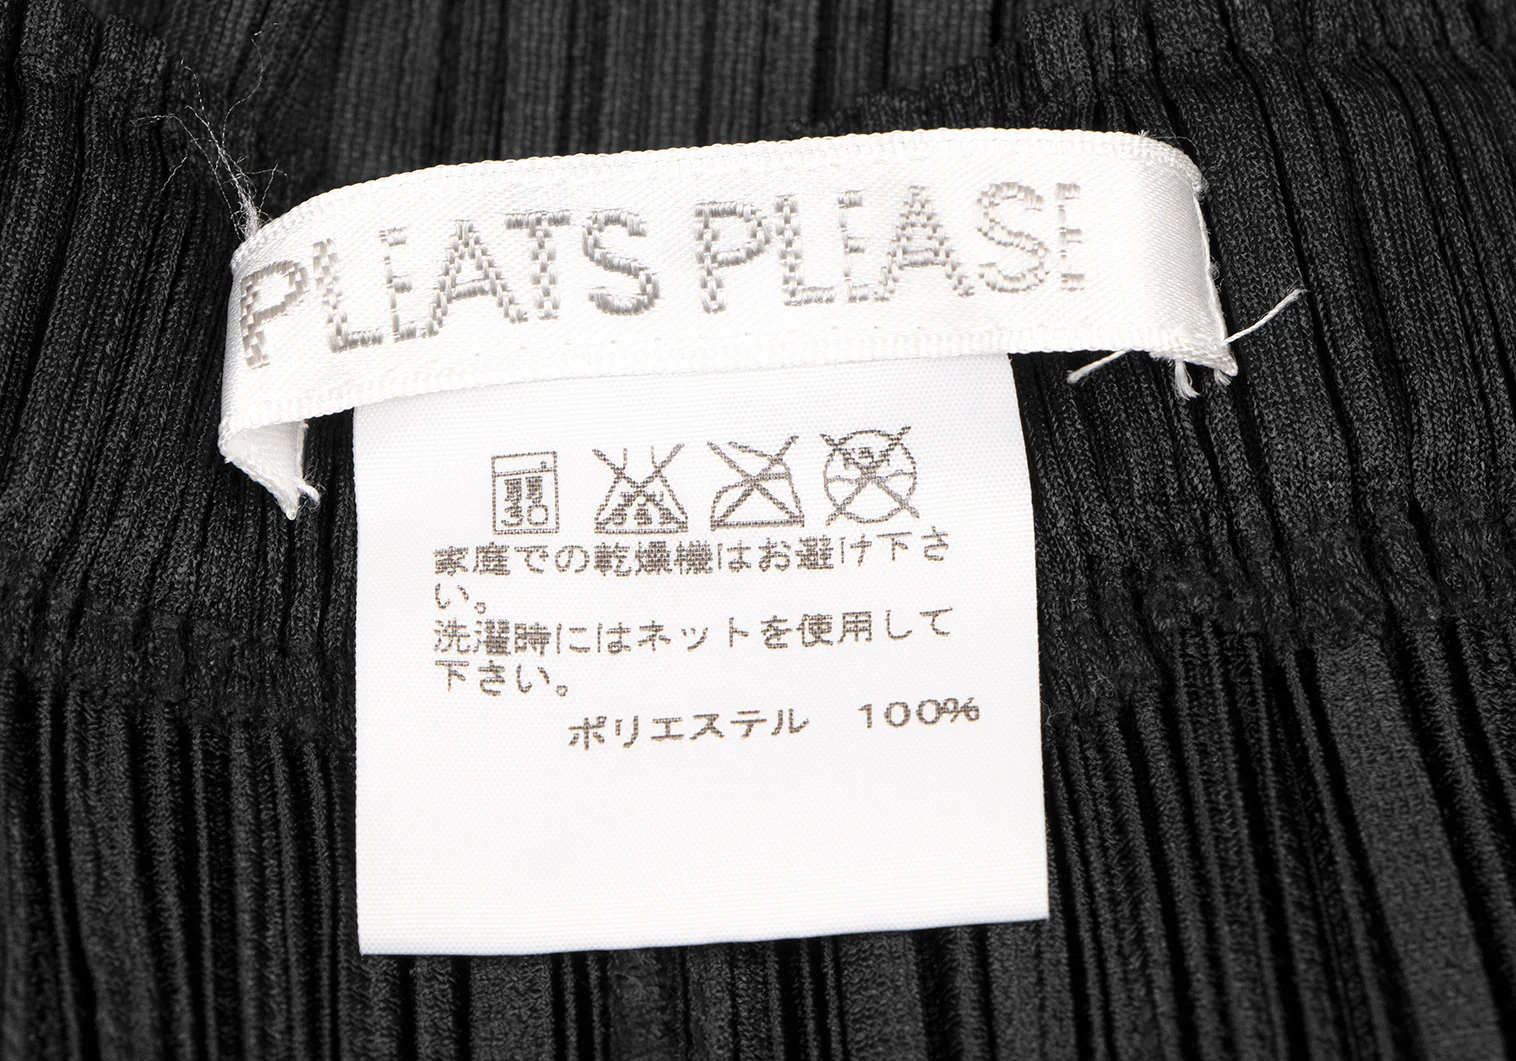 PLEATS PLEASE
30
家庭での乾燥機はお避け下さ
い。
洗濯時にはネットを使用して
下さい。
ポリエステル 100%